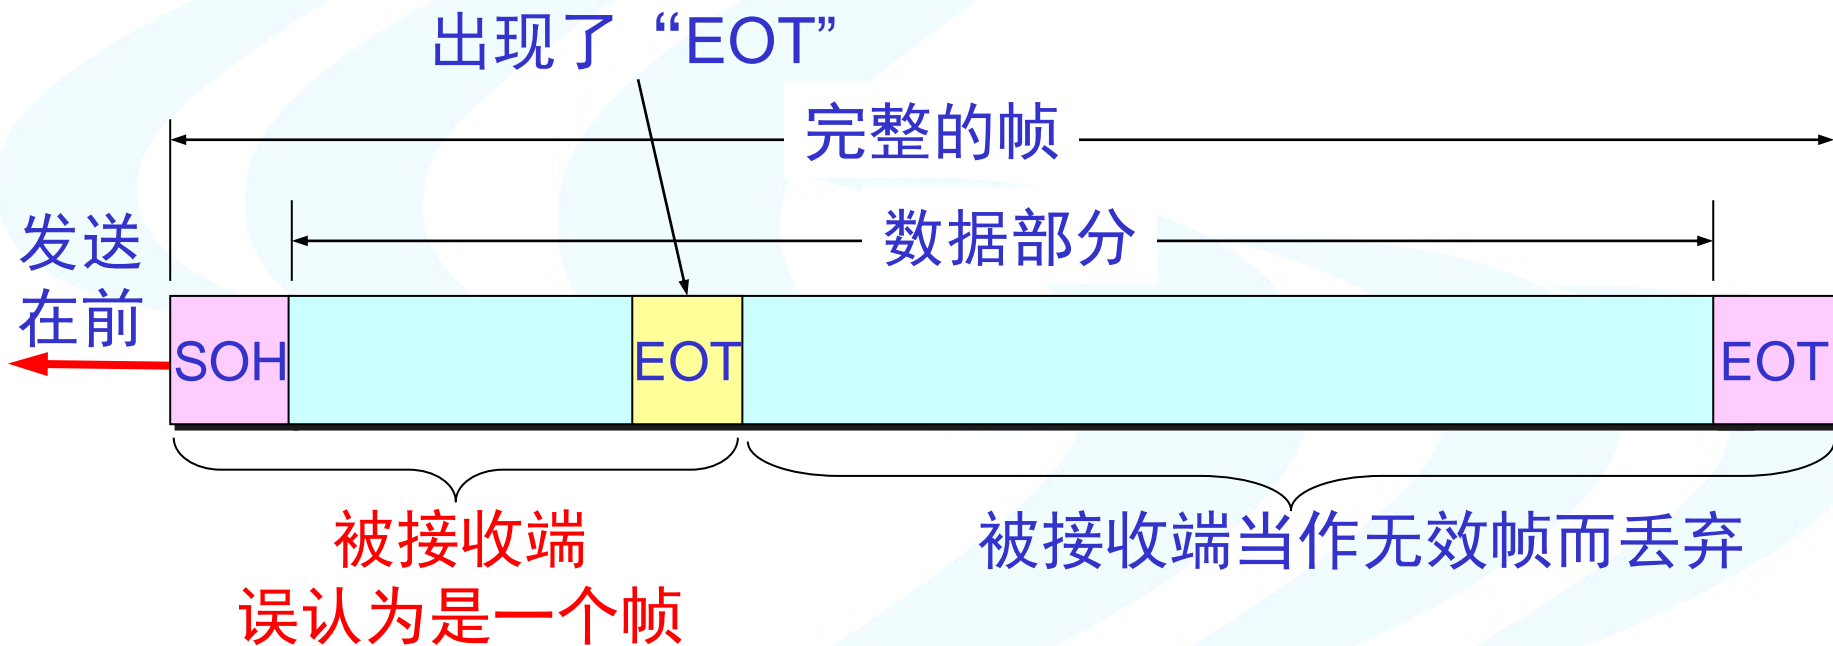 出现了“EOT”
完整的帧
数据部分
发送
在前
SOH
EOT
EOT
被接收端
误认为是一个帧
被接收端当作无效帧而丢弃